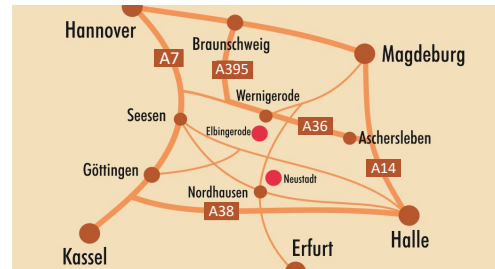 Hannover
Braunschweig
A7
Magdeburg
A395
Wernigerode
Seesen
A36
Elbingerode
Aschersleben
A14
Göttingen
Neustadt
Nordhausen
A38
Halle
Kassel
Erfurt